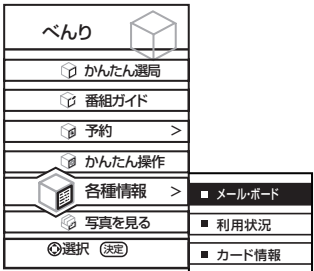 べんり
かんたん選局
番組ガイド
予約 >
かんたん操作
各種情報 >
写真を見る
選択 決定
メール・ボード
利用状況
カード情報